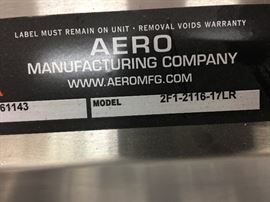 LABEL MUST REMAIN ON UNIT · REMOVAL VOIDS WARRANTY
AERO
MANUFACTURING COMPANY
WWW.AEROMFG.COM
61143 MODEL 2F1-2116-17LR